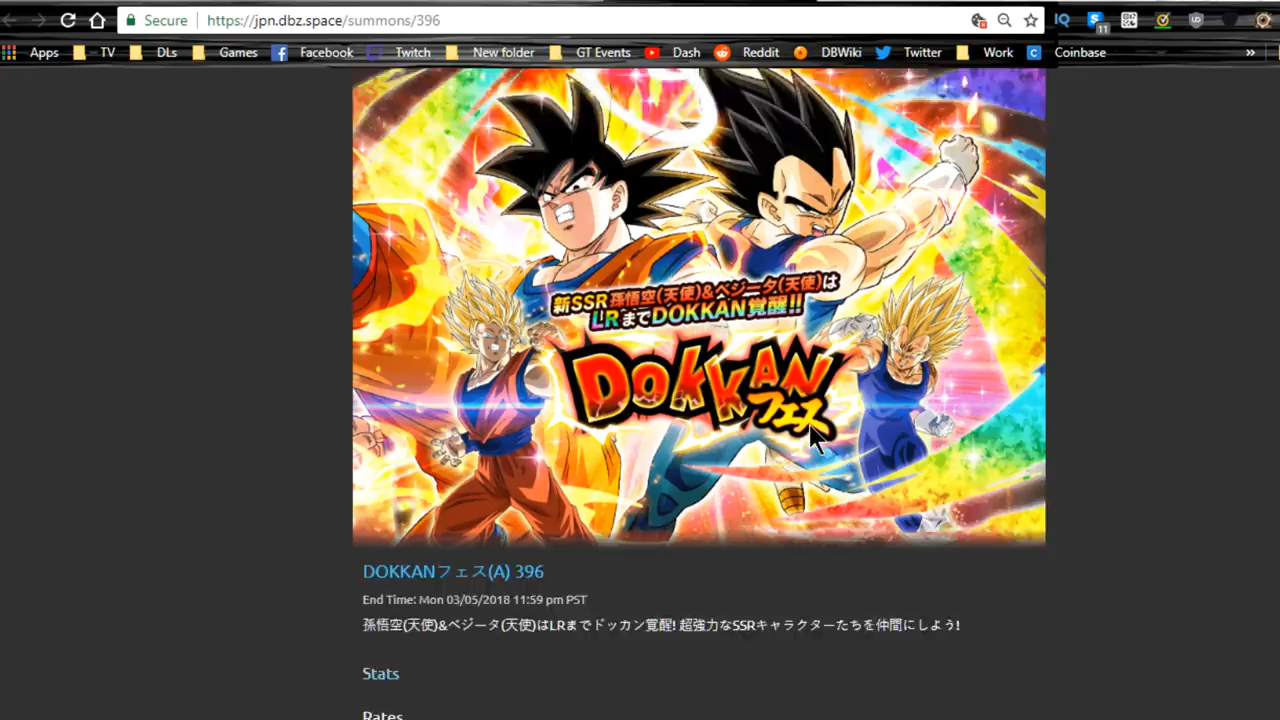 Secure https://jpn.dbz.space/summons/396
11
Apps TV DLs Games Facebook Twitch New folder GT Events Dash Reddit DBWiki Twitter Work Coinbase »
新SSR孫悟空(天使)&ベジータ(天使)は
LRまでDOKKAN覚醒!!
DOKKAN
フェス
DOKKANフェス(A) 396
End Time: Mon 03/05/2018 11:59 pm PST
孫悟空(天使)&ベジータ(天使)はLRまでドッカン覚醒! 超強力なSSRキャラクターたちを仲間にしよう!
Stats
Rates